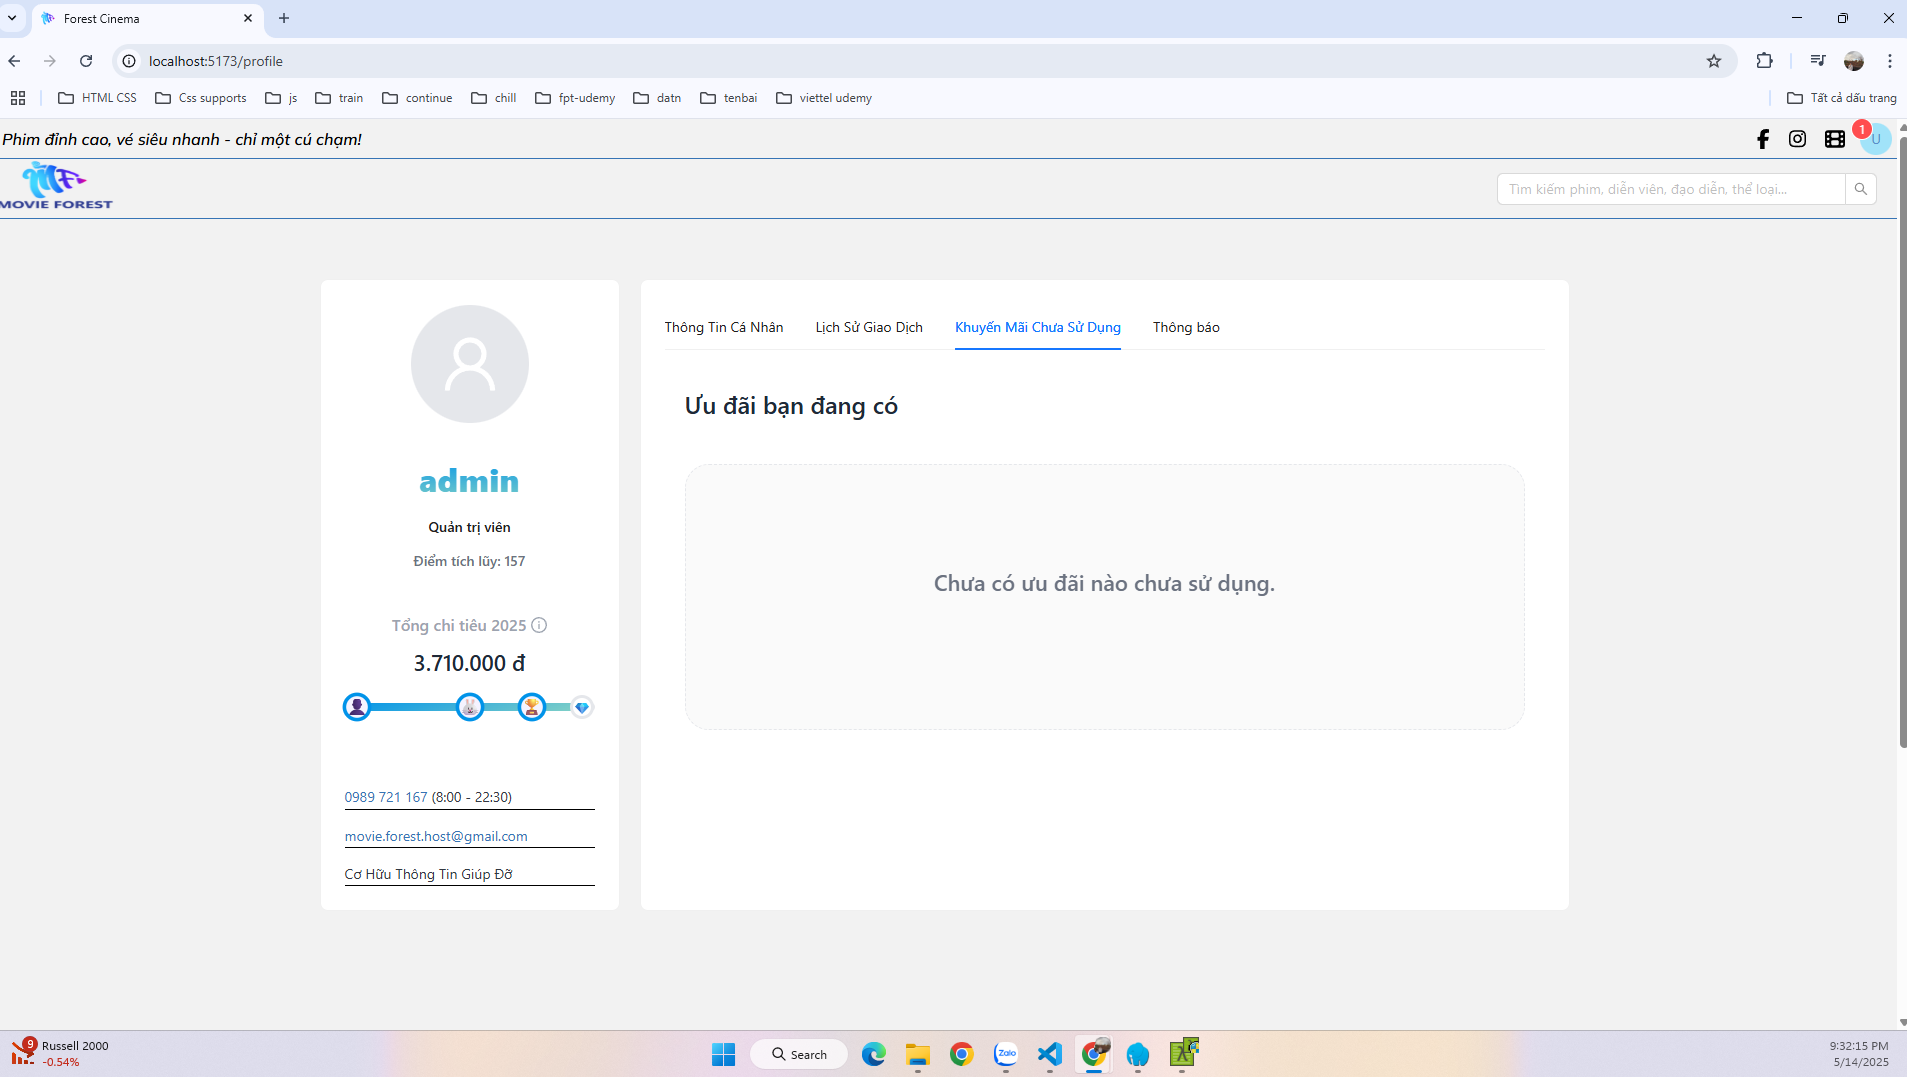 Forest Cinema
localhost:5173/profile
HTML CSS
Css supports
js
train
continue
chill
fpt-udemy
datn
tenbai
viettel udemy
Tất cả dấu trang
Phim đỉnh cao, vé siêu nhanh - chỉ một cú chạm!
1
U
MF
MOVIE FOREST
Tìm kiếm phim, diễn viên, đạo diễn, thể loại...
Thông Tin Cá Nhân
Lịch Sử Giao Dịch
Khuyến Mãi Chưa Sử Dụng
Thông báo
admin
Quản trị viên
Điểm tích lũy: 157
Tổng chi tiêu 2025
3.710.000 đ
0989 721 167 (8:00 - 22:30)
movie.forest.host@gmail.com
Cơ Hữu Thông Tin Giúp Đỡ
Ưu đãi bạn đang có
Chưa có ưu đãi nào chưa sử dụng.
9
Russell 2000
-0.54%
Search
Zalo
9:32:15 PM
5/14/2025